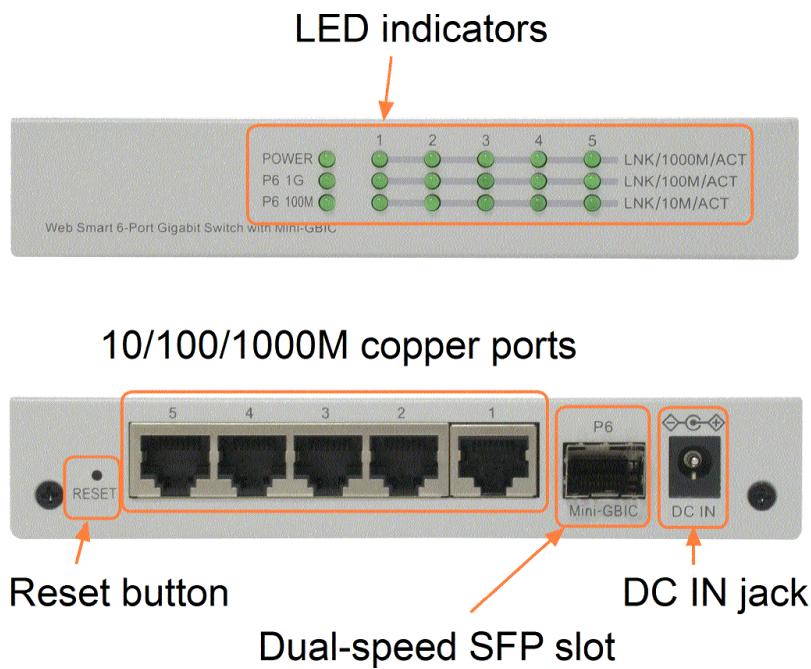 LED indicators
1 2 3 4 5
POWER LNK/1000M/ACT
P6 1G LNK/100M/ACT
P6 100M LNK/10M/ACT
Web Smart 6-Port Gigabit Switch with Mini-GBIC
10/100/1000M copper ports
5 4 3 2 1 P6
RESET
Mini-GBIC DC IN
Reset button
DC IN jack
Dual-speed SFP slot